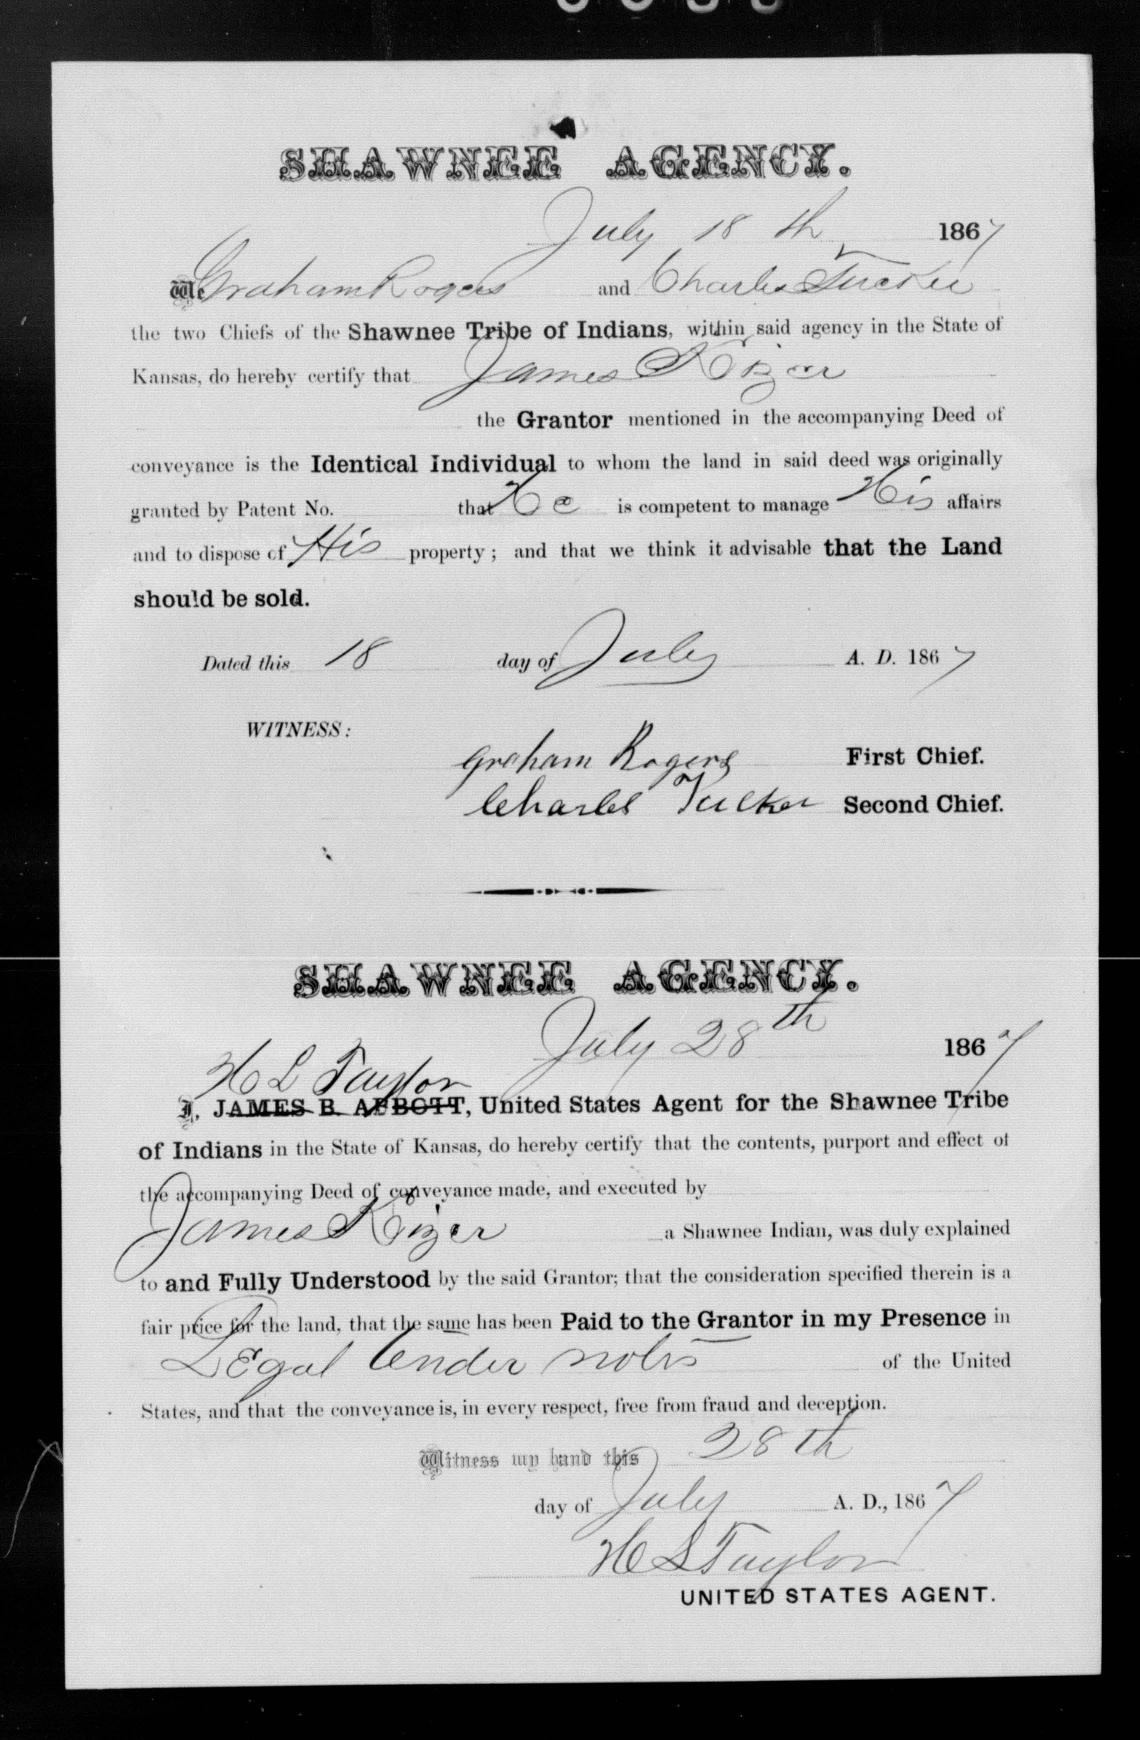 SHAWNEE AGENCY.
July 18th 1867
We Graham Rogers and Charles Tucker
the two Chiefs of the Shawnee Tribe of Indians, within said agency in the State of
Kansas, do hereby certify that James Kizer
the Grantor mentioned in the accompanying Deed of
conveyance is the Identical Individual to whom the land in said deed was originally
granted by Patent No. that He is competent to manage His affairs
and to dispose of His property; and that we think it advisable that the Land
should be sold.
Dated this 18 day of July A. D. 1867
WITNESS:
Graham Rogers First Chief.
Charles Tucker Second Chief.
SHAWNEE AGENCY.
July 28th 1867
H L Taylor
I, JAMES B. ABBOTT, United States Agent for the Shawnee Tribe
of Indians in the State of Kansas, do hereby certify that the contents, purport and effect of
the accompanying Deed of conveyance made, and executed by
James Kizer a Shawnee Indian, was duly explained
to and Fully Understood by the said Grantor; that the consideration specified therein is a
fair price for the land, that the same has been Paid to the Grantor in my Presence in
Legal tender notes of the United
States, and that the conveyance is, in every respect, free from fraud and deception.
Witness my hand this 28th
day of July A. D., 1867
H L Taylor
UNITED STATES AGENT.